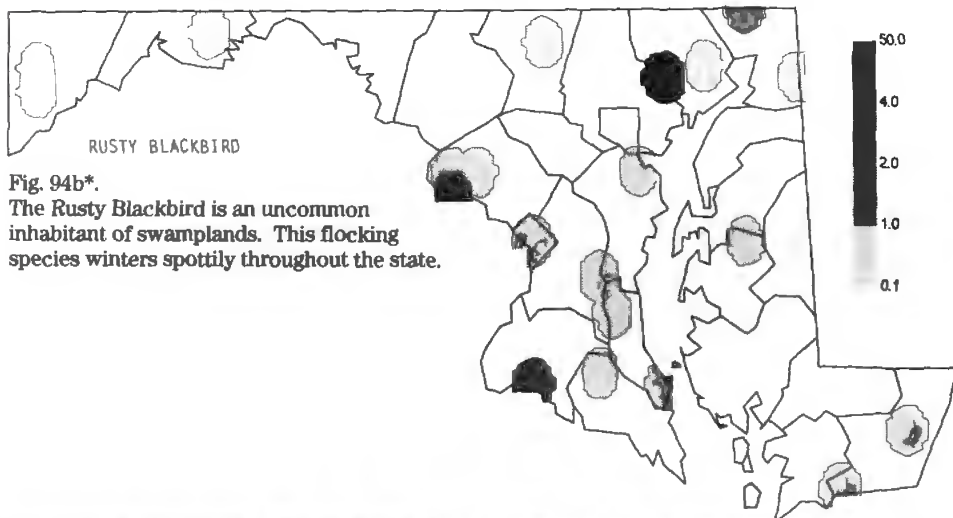 RUSTY BLACKBIRD
Fig. 94b*.
The Rusty Blackbird is an uncommon
inhabitant of swamplands. This flocking
species winters spottily throughout the state.
50.0
4.0
2.0
1.0
0.1